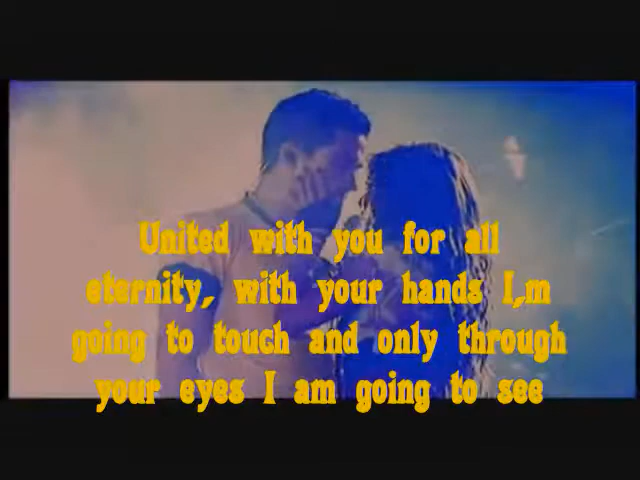 United with you for all
eternity, with your hands I,m
going to touch and only through
your eyes I am going to see